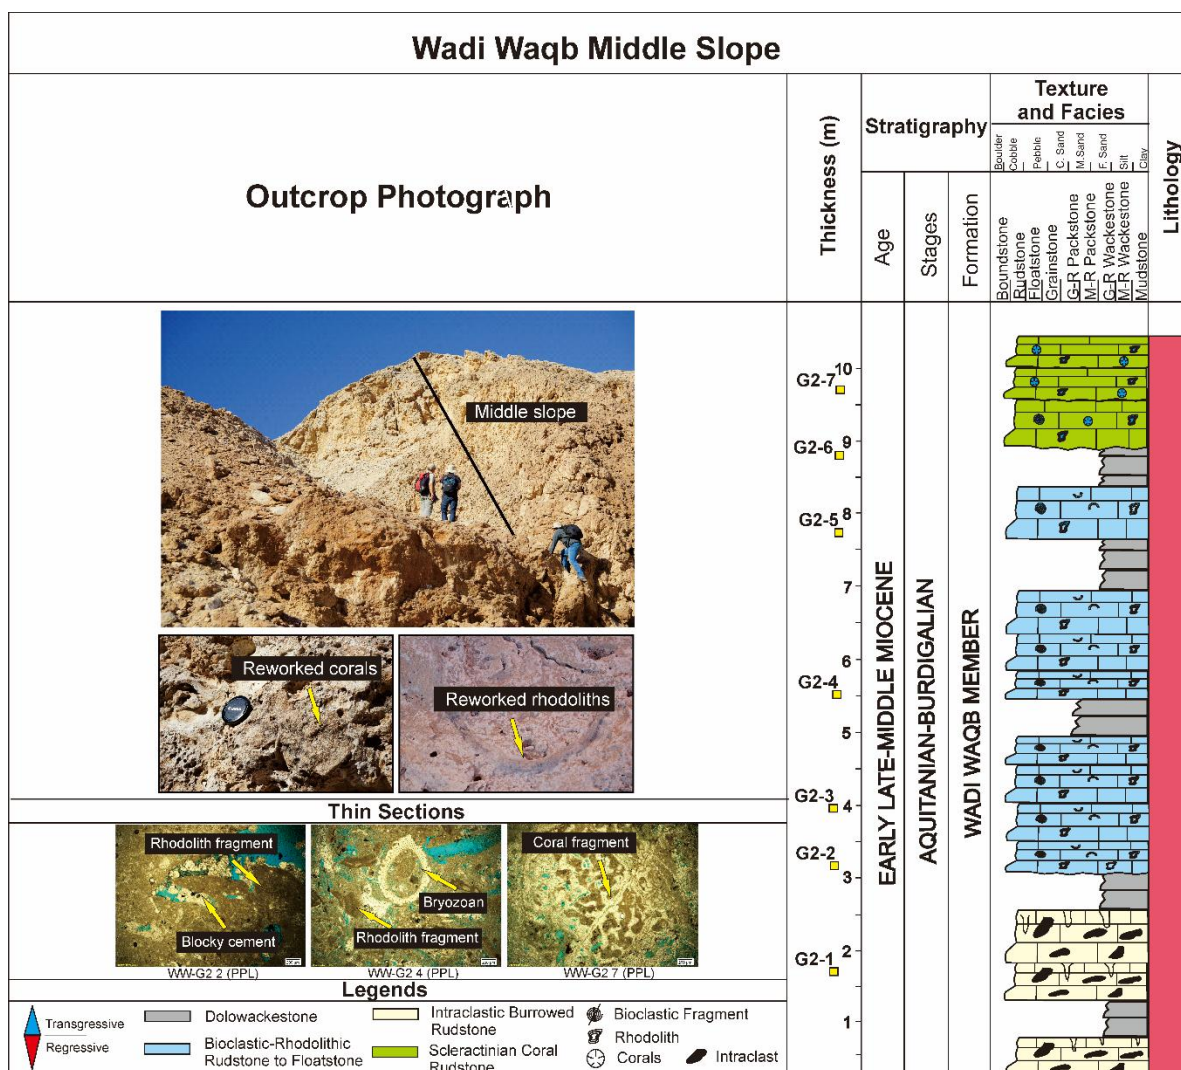 Wadi Waqb Middle Slope
Outcrop Photograph
Thickness (m)
Stratigraphy
Age
Stages
Formation
Texture
and Facies
Boulder
Cobble
Pebble
C. Sand
M.Sand
F. Sand
Silt
Clay
Boundstone
Rudstone
Floatstone
Grainstone
G-R Packstone
M-R Packstone
G-R Wackestone
M-R Wackestone
Mudstone
Lithology
Middle slope
Reworked corals
Reworked rhodoliths
Thin Sections
Rhodolith fragment
Blocky cement
WW-G2 2 (PPL)
Bryozoan
Rhodolith fragment
WW-G2 4 (PPL)
Coral fragment
WW-G2 7 (PPL)
G2-7
10
G2-6
9
G2-5
8
7
6
G2-4
5
G2-3
4
G2-2
3
G2-1
2
1
EARLY LATE-MIDDLE MIOCENE
AQUITANIAN-BURDIGALIAN
WADI WAQB MEMBER
Legends
Transgressive
Regressive
Dolowackestone
Bioclastic-Rhodolithic
Rudstone to Floatstone
Intraclastic Burrowed
Rudstone
Scleractinian Coral
Rudstone
Bioclastic Fragment
Rhodolith
Corals
Intraclast